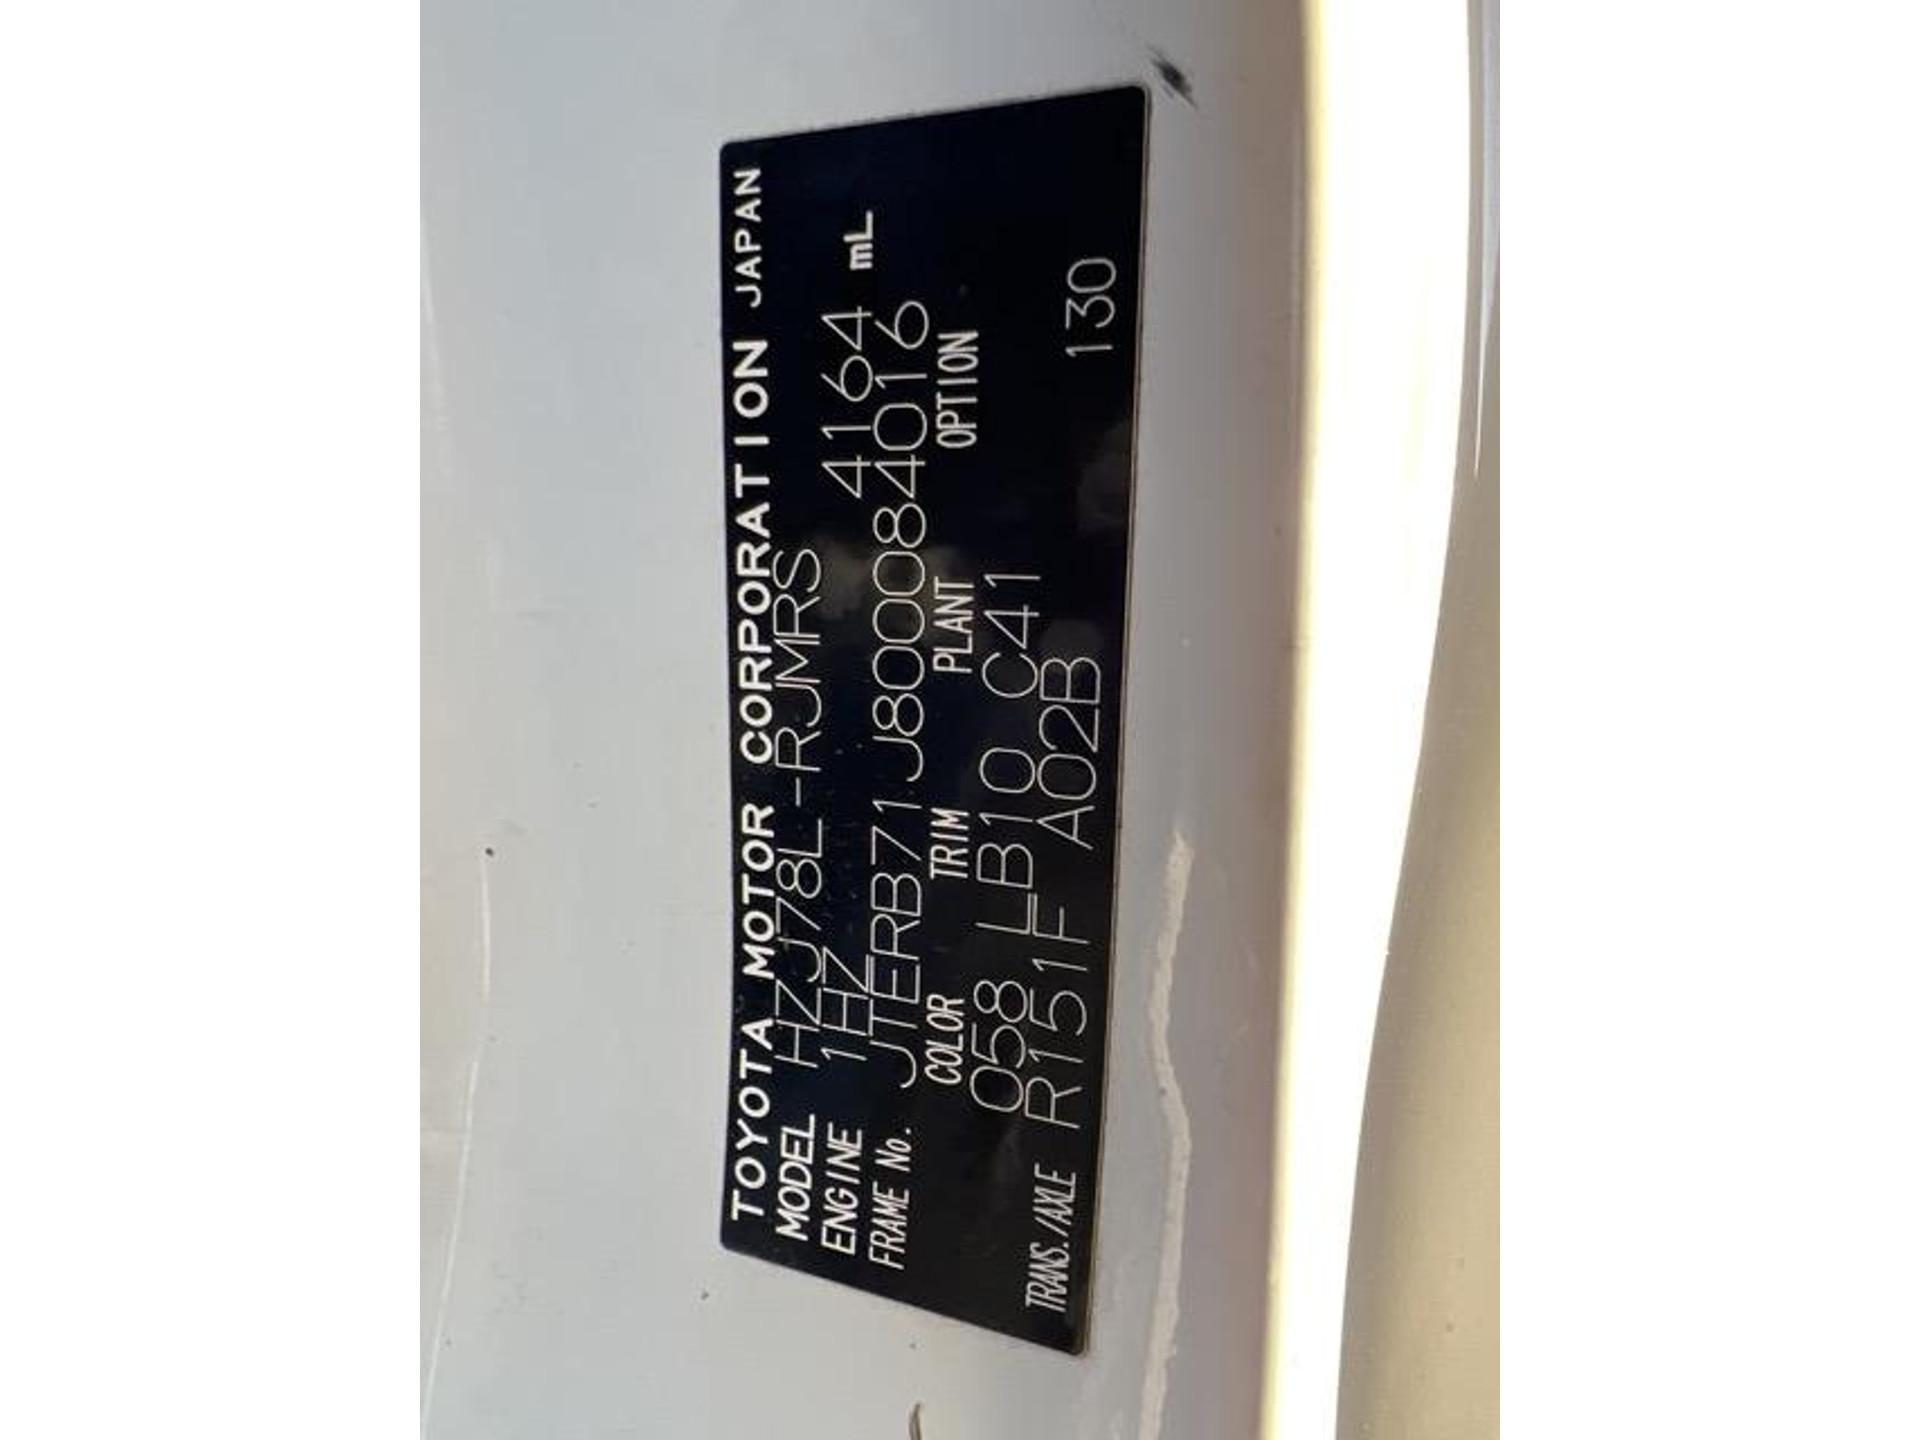 TOYOTA MOTOR CORPORATION JAPAN
MODEL HZJ78L-RJMRS
ENGINE 1HZ 4164 mL
FRAME No. JTERB71J800084016
COLOR TRIM PLANT OPTION
058 LB10 C41
TRANS./AXLE R151F A02B 130